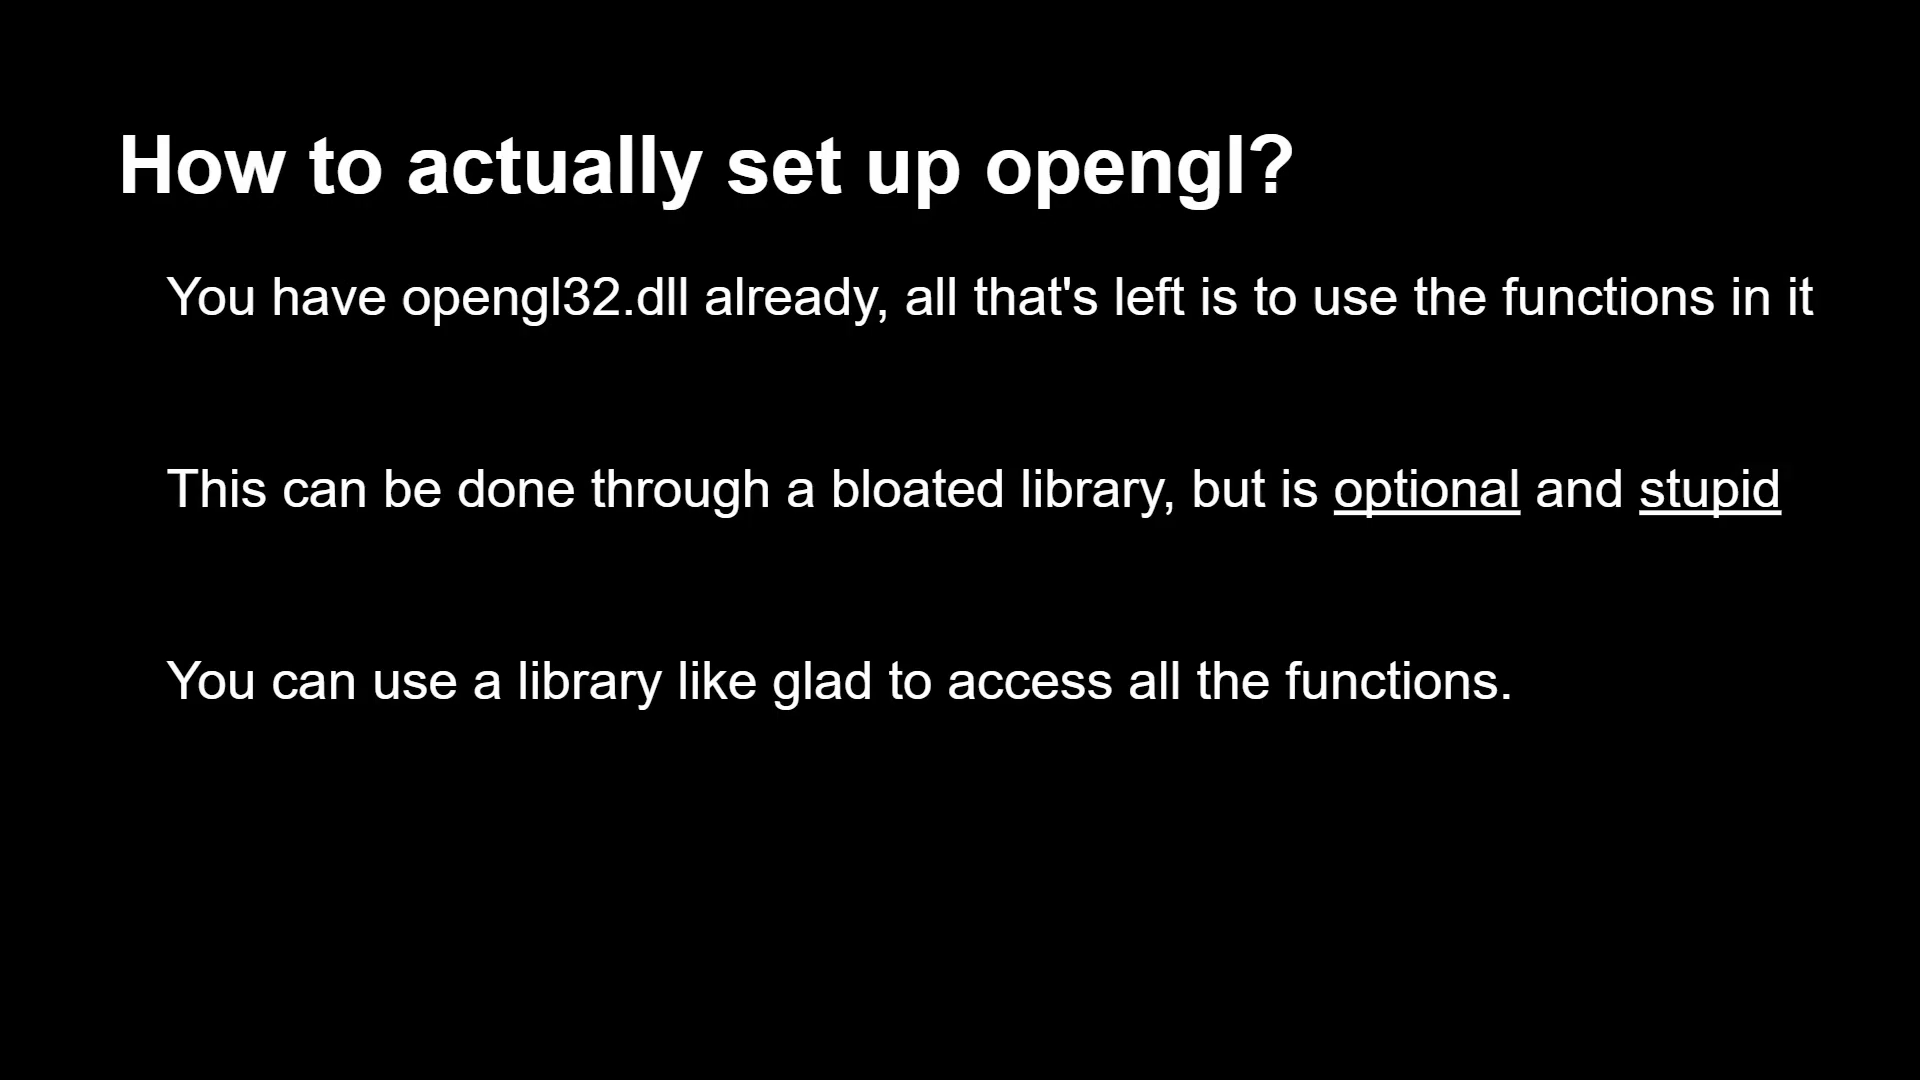 How to actually set up opengl?
You have opengl32.dll already, all that's left is to use the functions in it
This can be done through a bloated library, but is optional and stupid
You can use a library like glad to access all the functions.